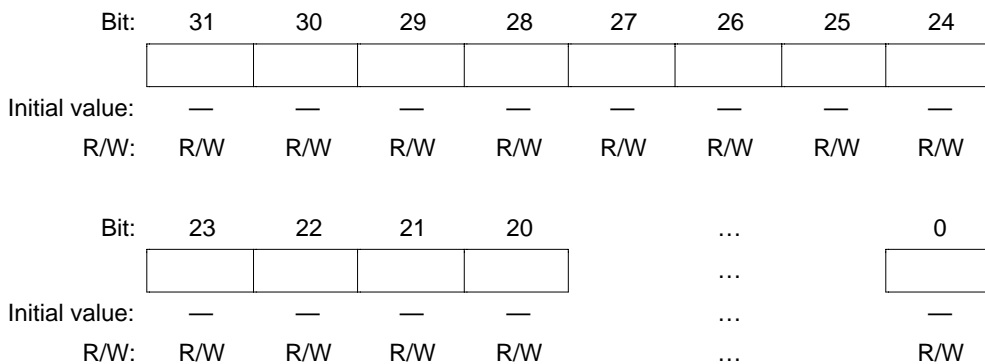 Bit: 31 30 29 28 27 26 25 24
Initial value: — — — — — — — —
R/W: R/W R/W R/W R/W R/W R/W R/W R/W
Bit: 23 22 21 20 … 0
…
Initial value: — — — — … —
R/W: R/W R/W R/W R/W … R/W